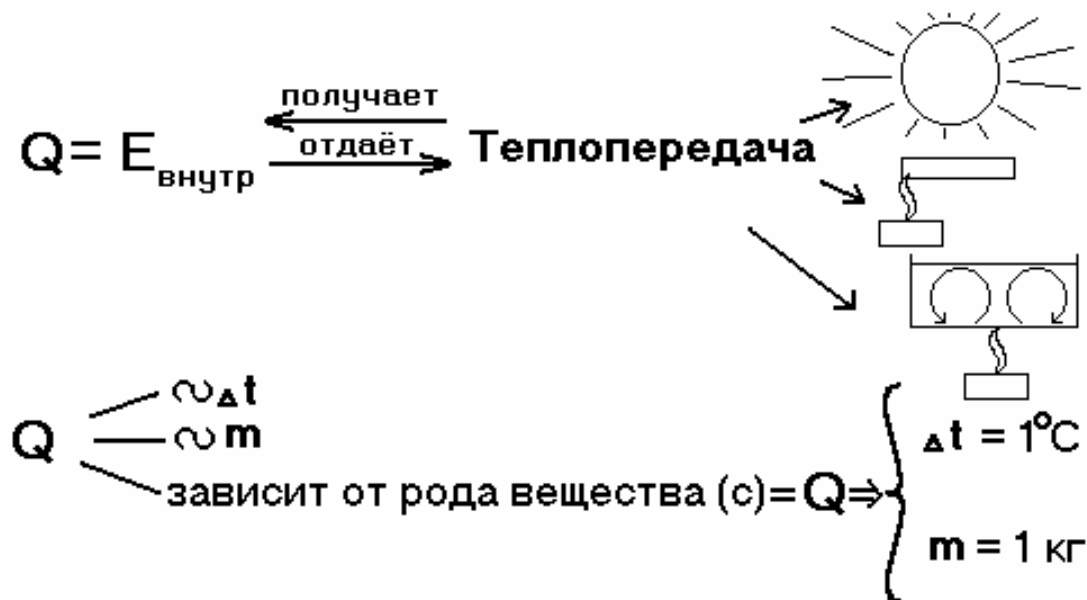 получает
Q = Eвнутр отдаёт Теплопередача
∾ Δt
Q ∾ m
зависит от рода вещества (c) = Q ⇒ {
Δt = 1°C
m = 1 кг